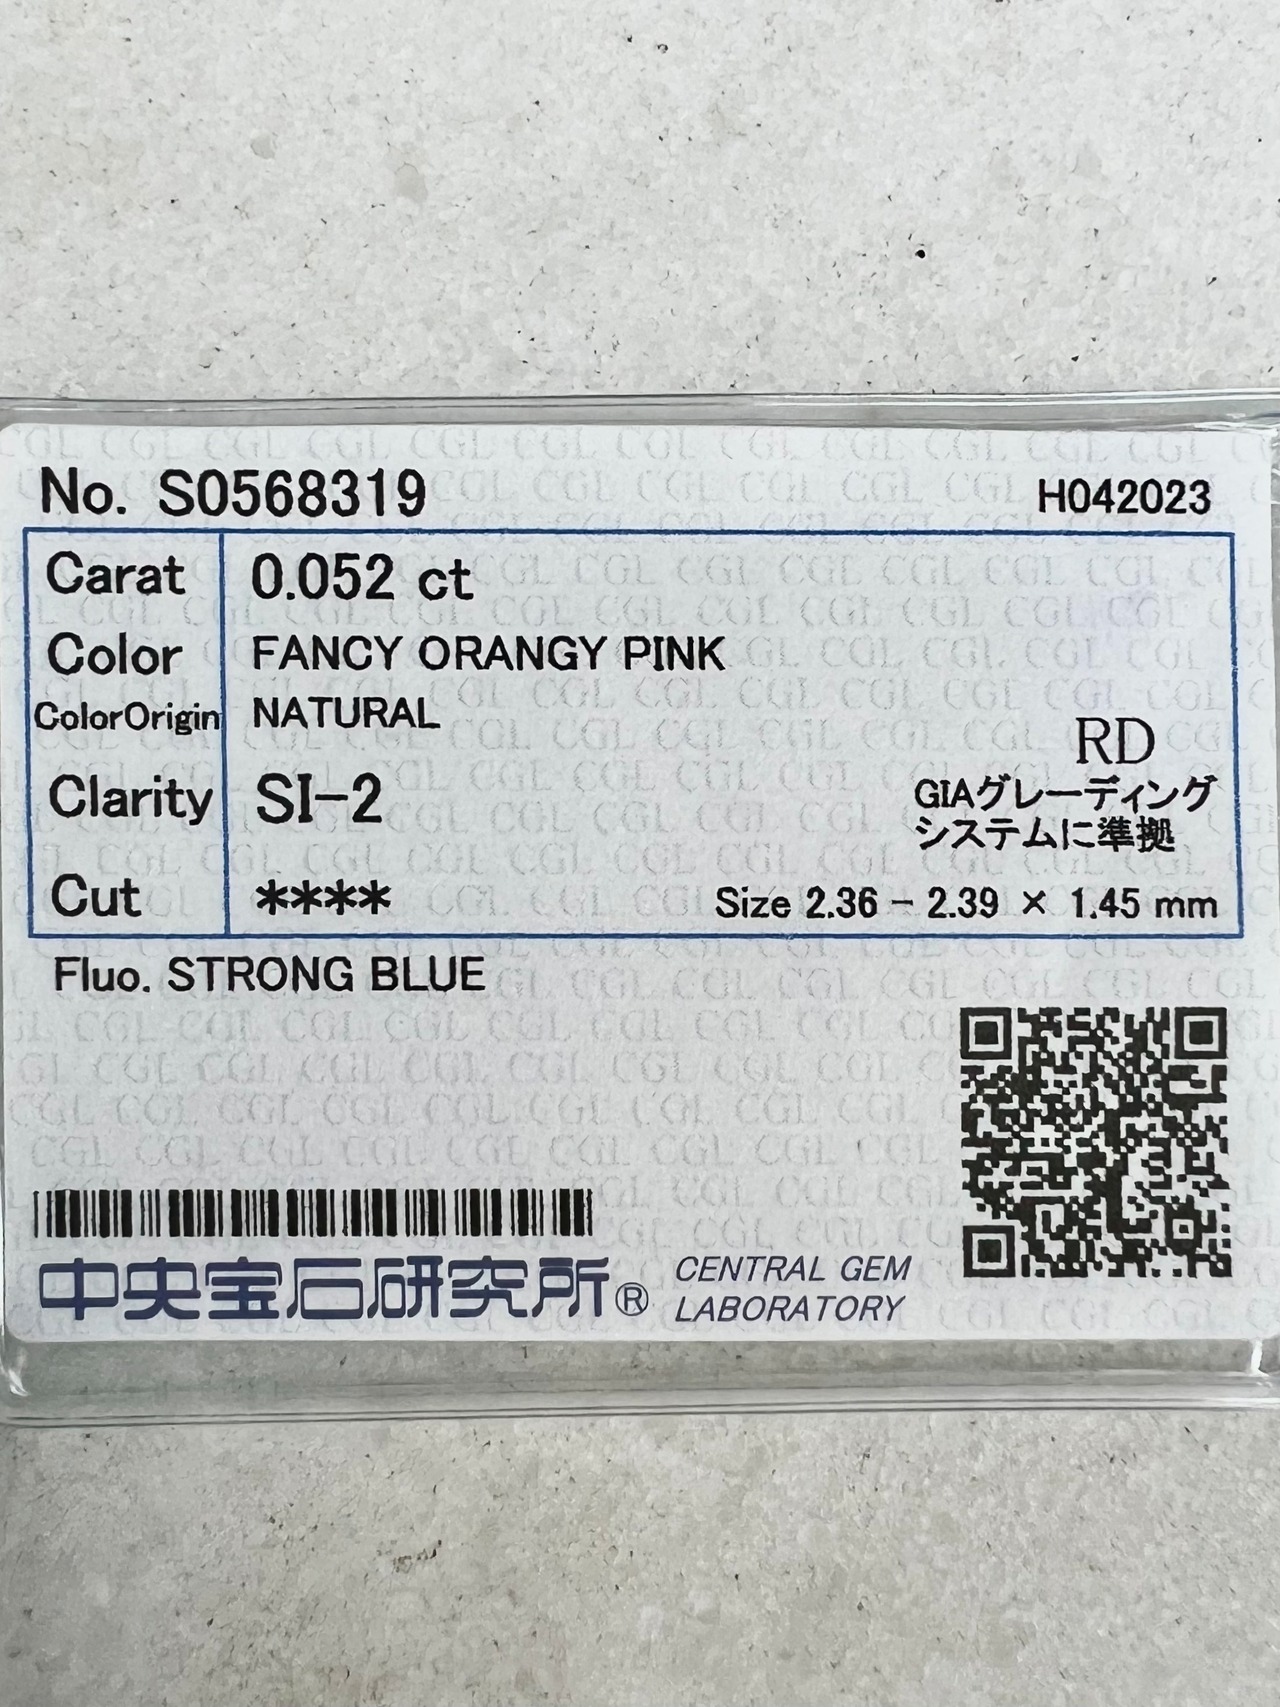 No. S0568319 H042023
Carat 0.052 ct
Color FANCY ORANGY PINK
ColorOrigin NATURAL
RD
Clarity SI-2
GIAグレーディング
システムに準拠
Cut **** Size 2.36 - 2.39 × 1.45 mm
Fluo. STRONG BLUE
中央宝石研究所® CENTRAL GEM
LABORATORY